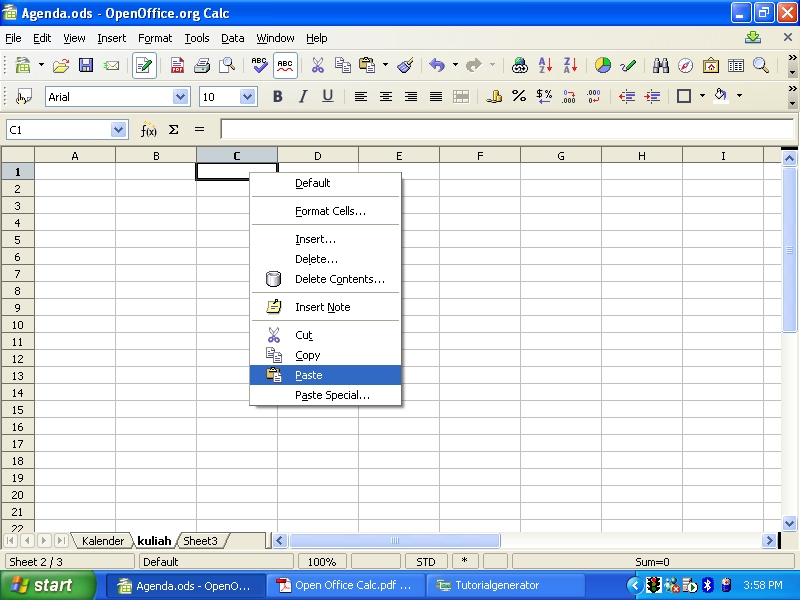 Agenda.ods - OpenOffice.org Calc
File Edit View Insert Format Tools Data Window Help
ABC ABC
Arial 10 B I U
C1 f(x) Σ =
A B C D E F G H I
1
2
3
4
5
6
7
8
9
10
11
12
13
14
15
16
17
18
19
20
21
22
Default
Format Cells...
Insert...
Delete...
Delete Contents...
Insert Note
Cut
Copy
Paste
Paste Special...
Kalender kuliah Sheet3
Sheet 2 / 3 Default 100% STD * Sum=0
start Agenda.ods - OpenO... Open Office Calc.pdf ... Tutorialgenerator 3:58 PM